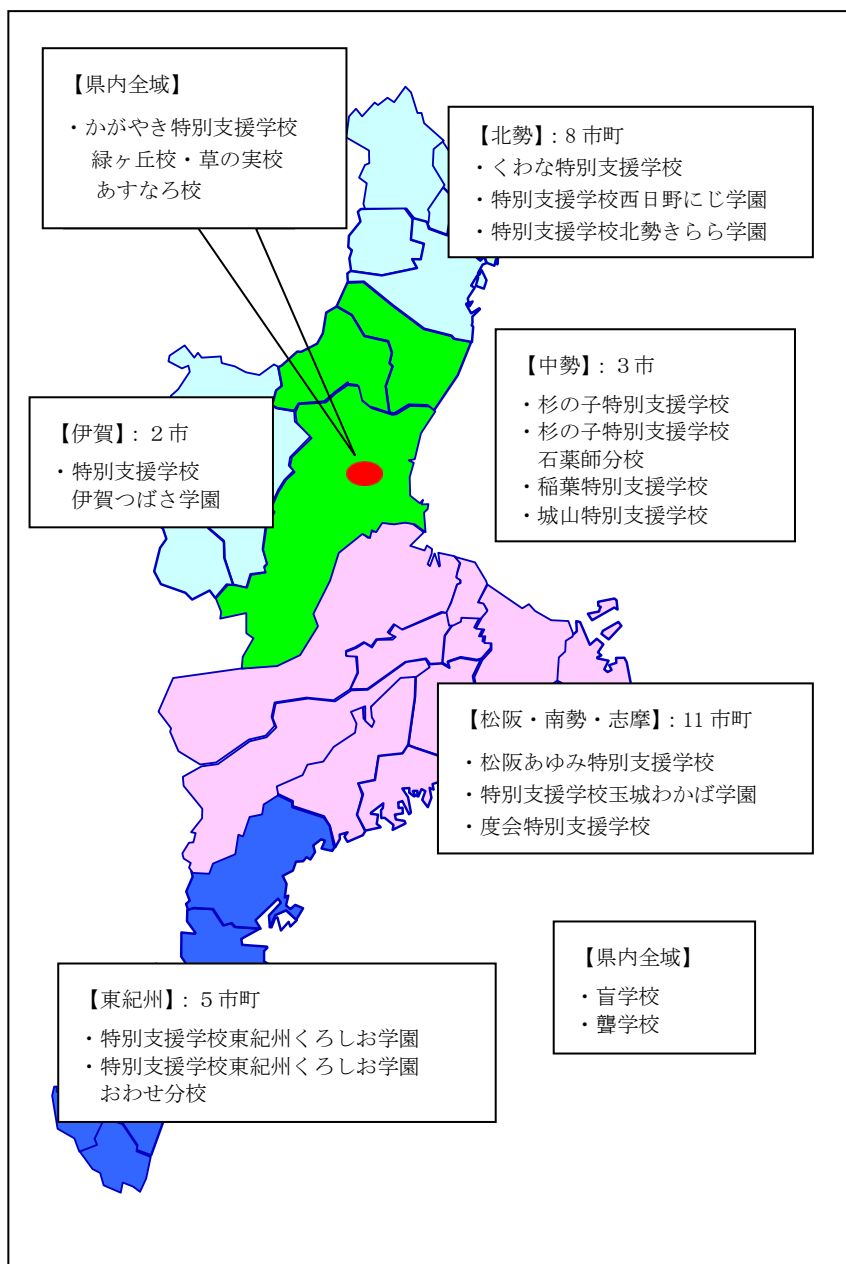 【県内全域】
・かがやき特別支援学校
緑ヶ丘校・草の実校
あすなろ校
【北勢】: 8 市町
・くわな特別支援学校
・特別支援学校西日野にじ学園
・特別支援学校北勢きらら学園
【中勢】: 3 市
・杉の子特別支援学校
・杉の子特別支援学校
石薬師分校
・稲葉特別支援学校
・城山特別支援学校
【伊賀】: 2 市
・特別支援学校
伊賀つばさ学園
【松阪・南勢・志摩】: 11 市町
・松阪あゆみ特別支援学校
・特別支援学校玉城わかば学園
・度会特別支援学校
【県内全域】
・盲学校
・聾学校
【東紀州】: 5 市町
・特別支援学校東紀州くろしお学園
・特別支援学校東紀州くろしお学園
おわせ分校